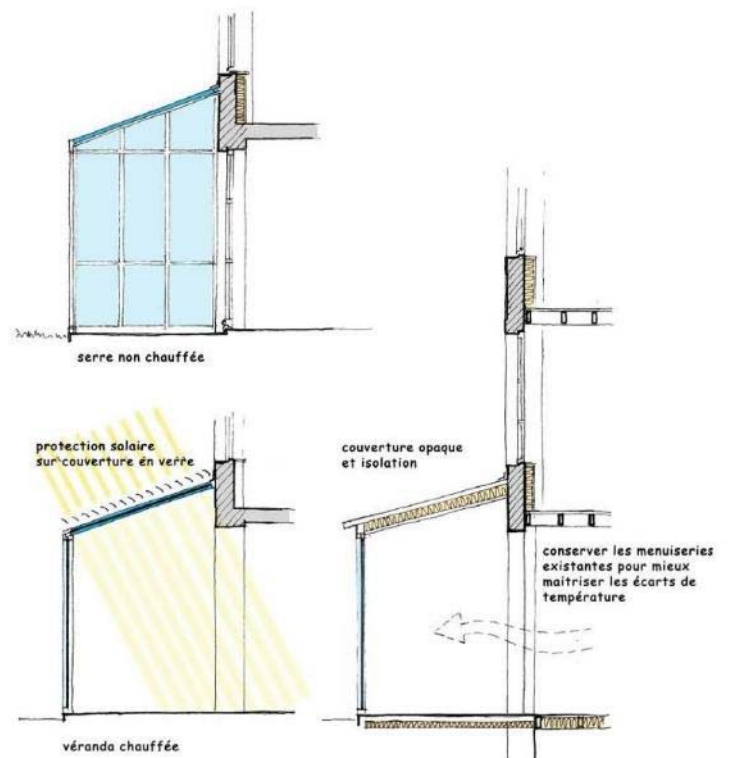 serre non chauffée
protection solaire
sur couverture en verre
couverture opaque
et isolation
conserver les menuiseries
existantes pour mieux
maitriser les écarts de
température
véranda chauffée